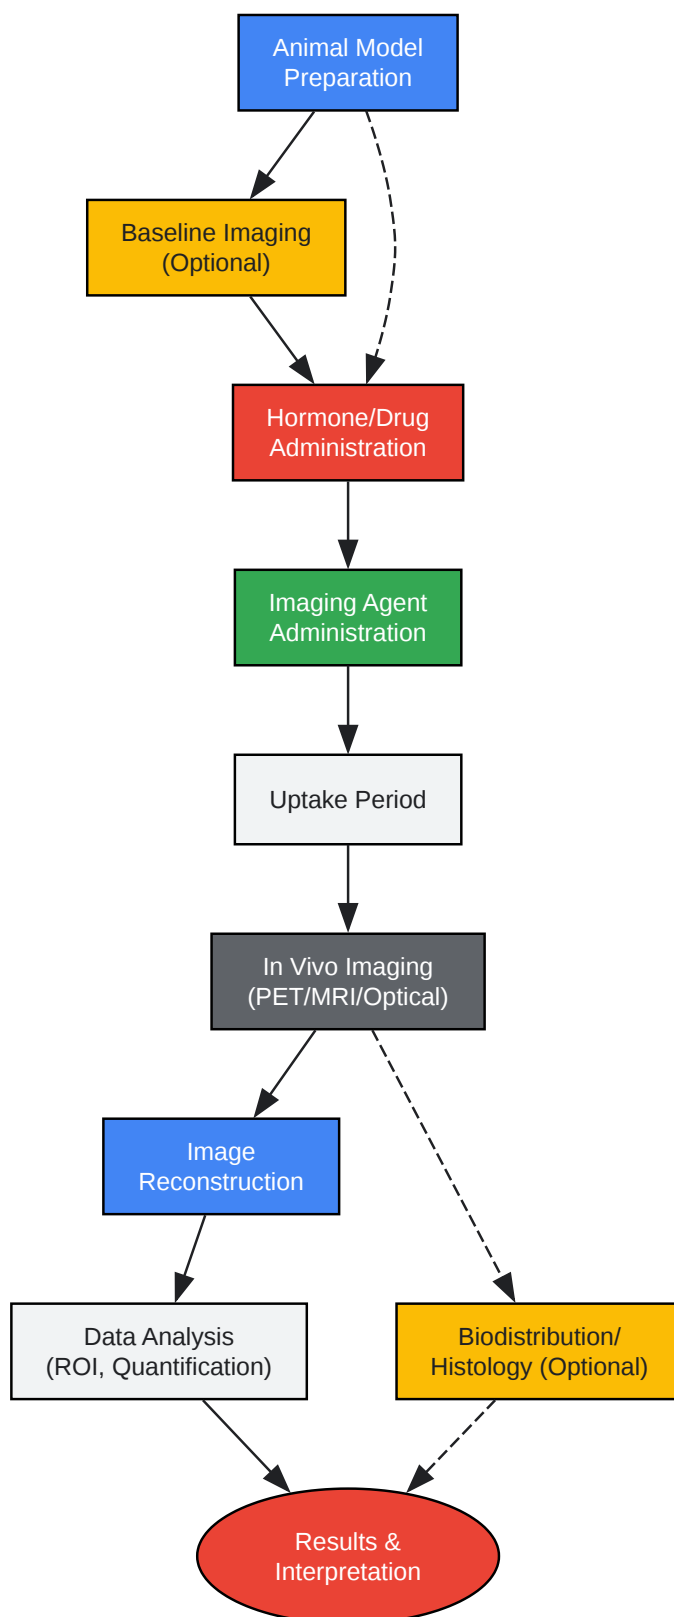 Animal Model
Preparation
Baseline Imaging
(Optional)
Hormone/Drug
Administration
Imaging Agent
Administration
Uptake Period
In Vivo Imaging
(PET/MRI/Optical)
Image
Reconstruction
Data Analysis
(ROI, Quantification)
Biodistribution/
Histology (Optional)
Results &
Interpretation